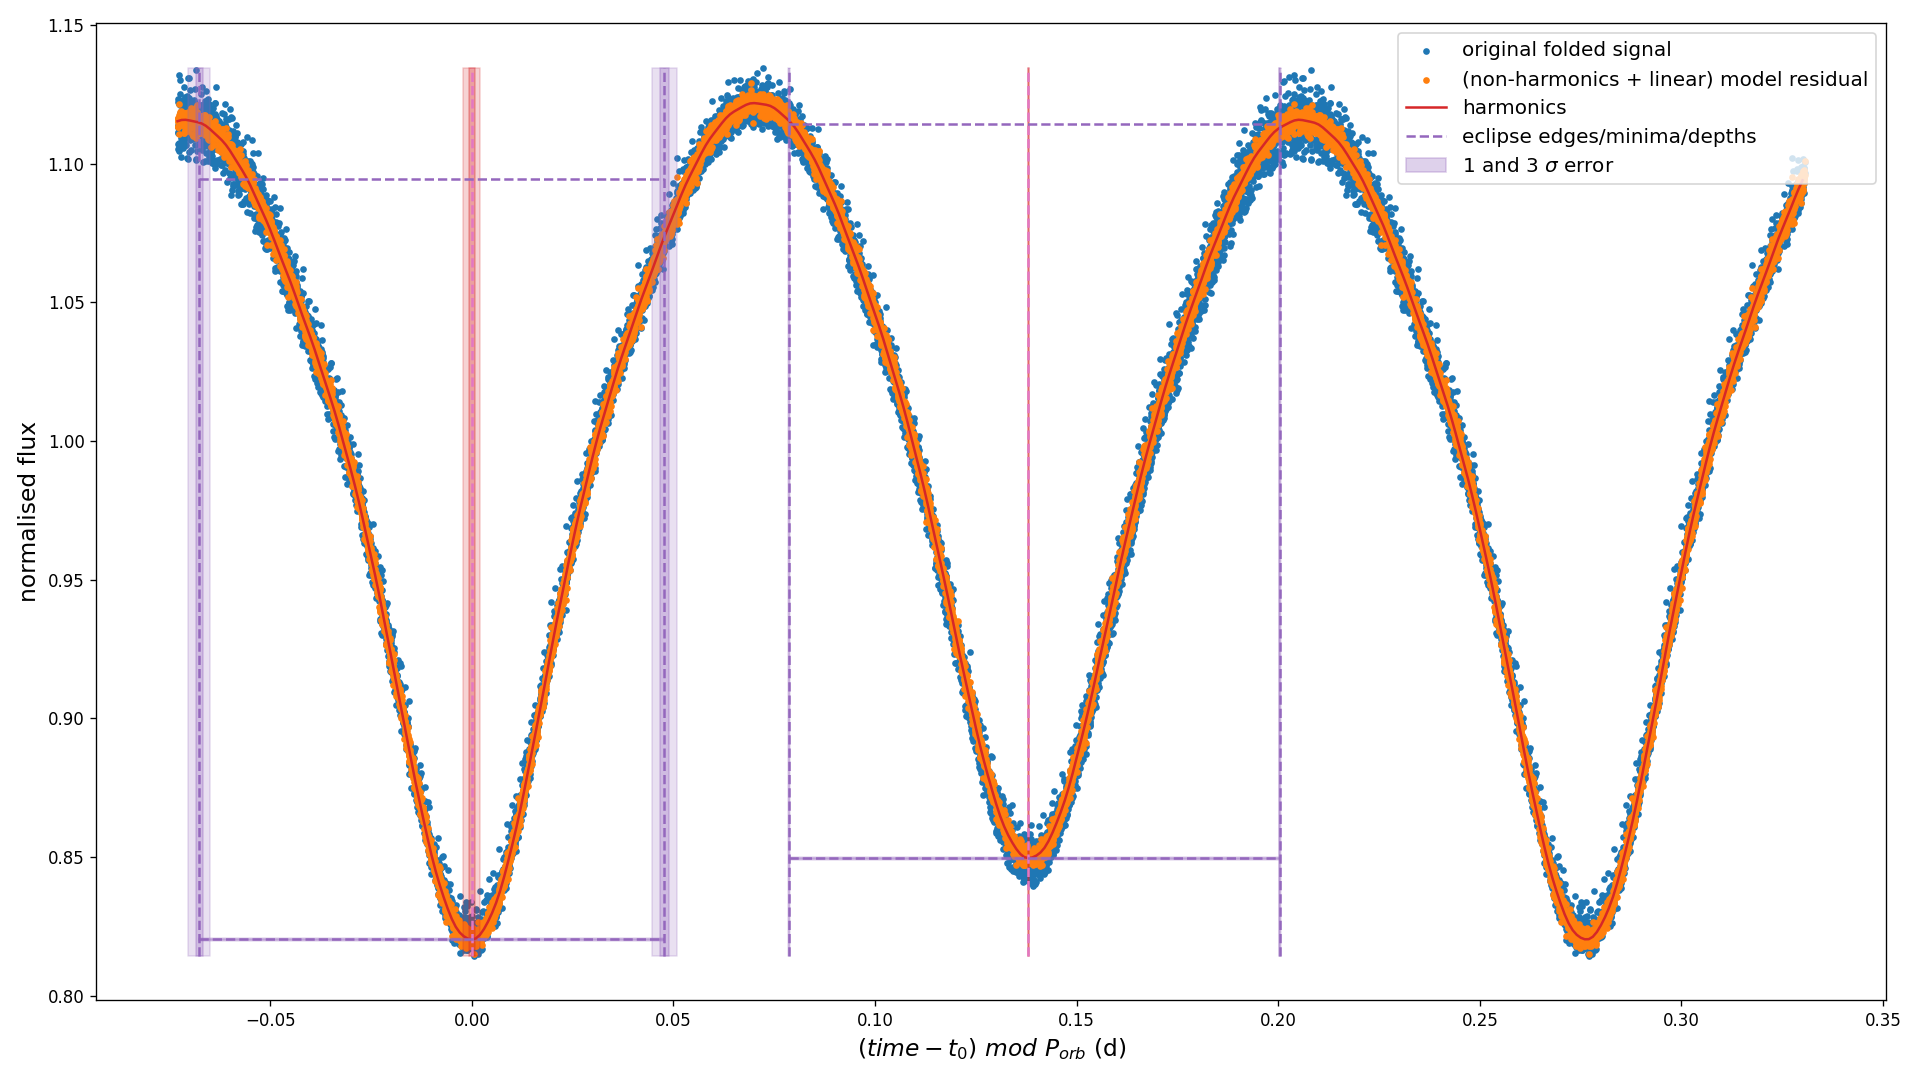 1.15
1.10
1.05
1.00
0.95
0.90
0.85
0.80
normalised flux
original folded signal
(non-harmonics + linear) model residual
harmonics
eclipse edges/minima/depths
1 and 3 σ error
−0.05 0.00 0.05 0.10 0.15 0.20 0.25 0.30 0.35
(time − t₀) mod Pₒᵣb (d)